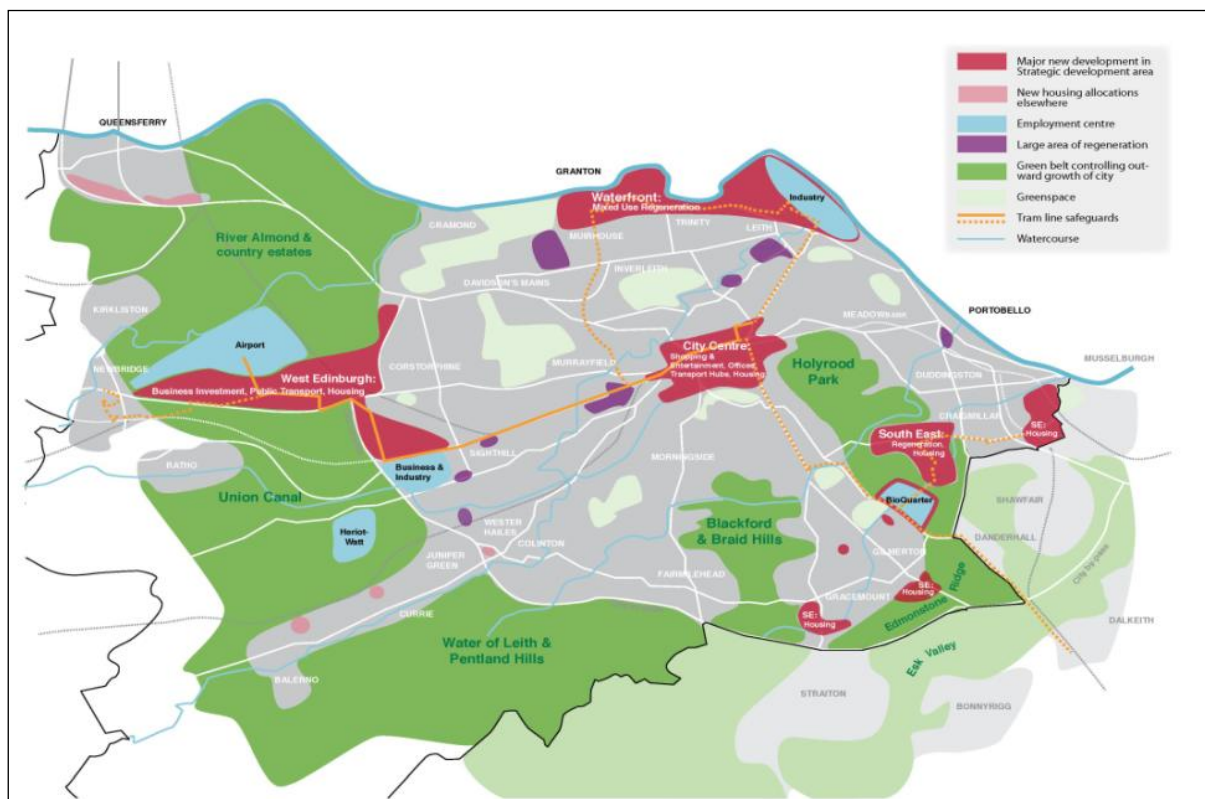 Major new development in
Strategic development area
New housing allocations
elsewhere
Employment centre
Large area of regeneration
Green belt controlling out-
ward growth of city
Greenspace
Tram line safeguards
Watercourse
QUEENSFERRY
GRANTON
Waterfront:
Mixed Use Regeneration
Industry
CRAMOND
MUIRHOUSE
TRINITY
LEITH
River Almond &
country estates
INVERLEITH
DAVIDSON'S MAINS
KIRKLISTON
PORTOBELLO
MEADOWBANK
Airport
City Centre:
Shopping &
Entertainment, Offices,
Transport Hubs, Housing
MURRAYFIELD
CORSTORPHINE
Holyrood
Park
MUSSELBURGH
NEWBRIDGE
West Edinburgh:
Business Investment, Public Transport, Housing
DUDDINGSTON
CRAIGMILLAR
South East:
Regeneration,
Housing
SE:
Housing
SIGHTHILL
MORNINGSIDE
RATHO
Business &
Industry
Union Canal
BioQuarter
SHAWFAIR
Heriot-
Watt
WESTER
HAILES
COLINTON
Blackford
& Braid Hills
DANDERHALL
GILMERTON
JUNIPER
GREEN
City by-pass
FAIRMILEHEAD
SE:
Housing
GRACEMOUNT
CURRIE
SE:
Housing
Edmonstone Ridge
DALKEITH
Water of Leith &
Pentland Hills
Esk Valley
BALERNO
STRAITON
BONNYRIGG